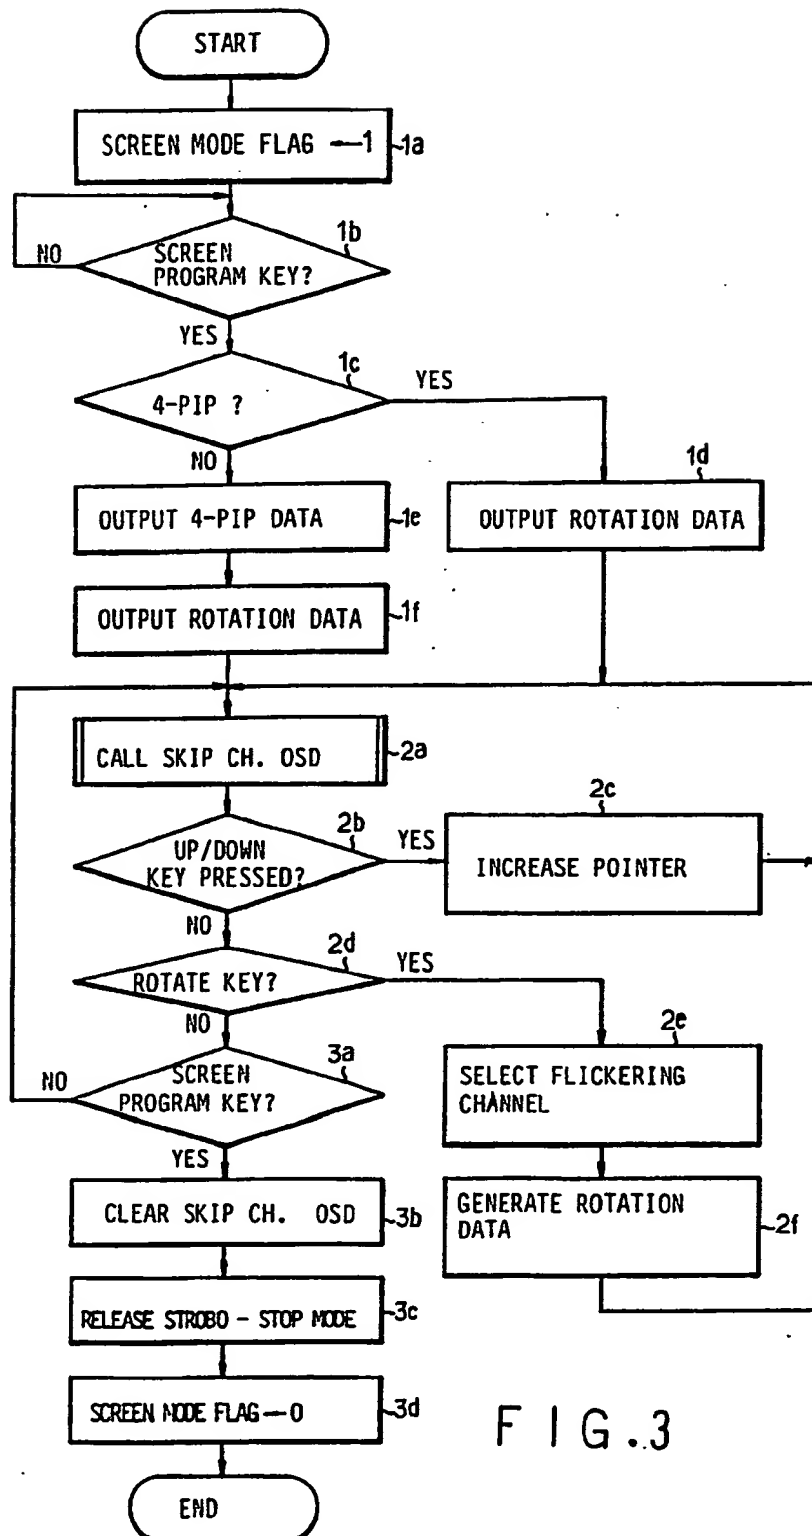 START
SCREEN MODE FLAG ←1
1a
1b
NO
SCREEN
PROGRAM KEY?
YES
1c
YES
4-PIP ?
1d
NO
OUTPUT 4-PIP DATA
1e
OUTPUT ROTATION DATA
OUTPUT ROTATION DATA
1f
CALL SKIP CH. OSD
2a
2c
2b
YES
UP/DOWN
KEY PRESSED?
INCREASE POINTER
NO
2d
YES
ROTATE KEY?
NO
2e
3a
NO
SCREEN
PROGRAM KEY?
SELECT FLICKERING
CHANNEL
YES
CLEAR SKIP CH. OSD
3b
GENERATE ROTATION
DATA
2f
RELEASE STROBO - STOP MODE
3c
SCREEN MODE FLAG ←0
3d
FIG.3
END